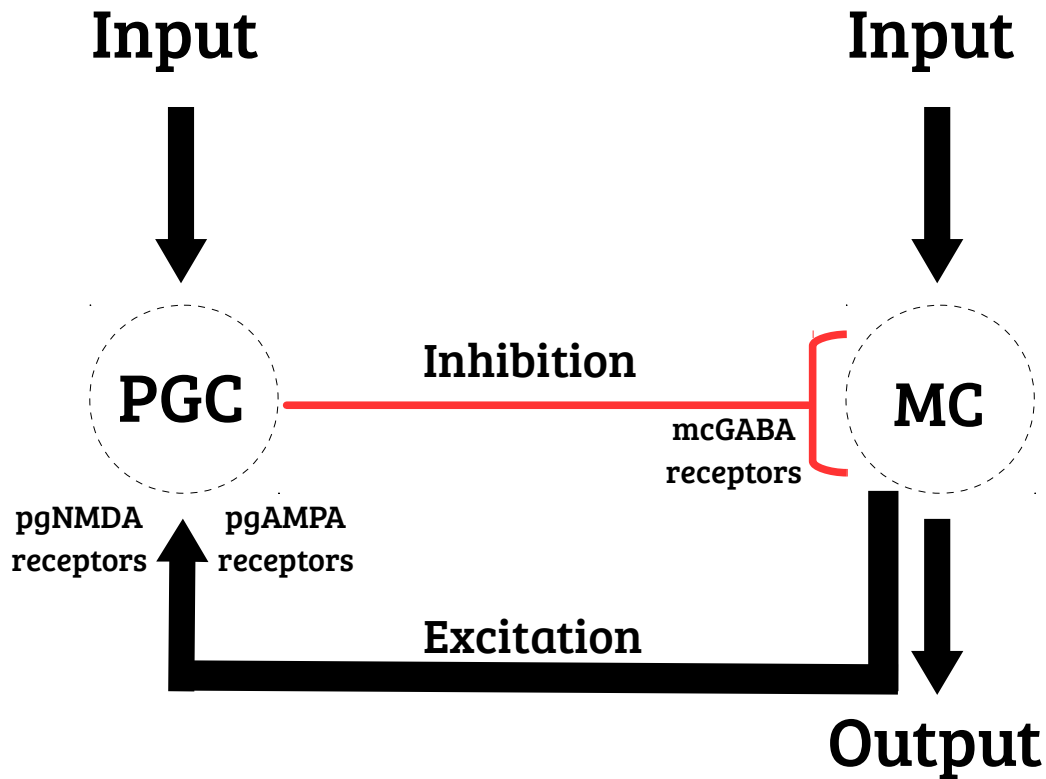 Input
Input
PGC
Inhibition
MC
mcGABA
receptors
pgNMDA
receptors
pgAMPA
receptors
Excitation
Output